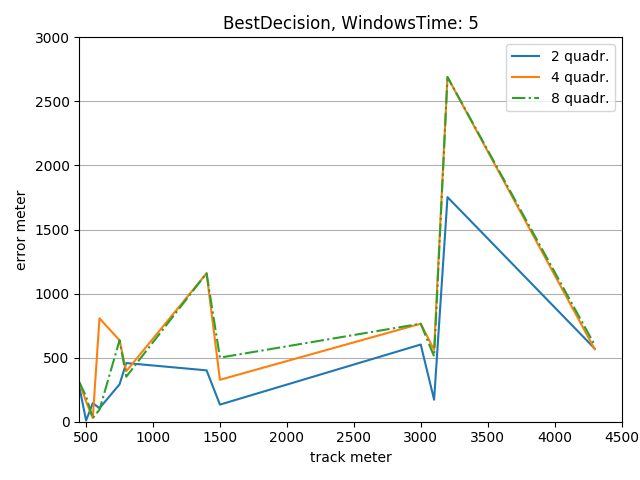 BestDecision, WindowsTime: 5
3000
2500
2000
1500
1000
500
0
error meter
2 quadr.
4 quadr.
8 quadr.
500 1000 1500 2000 2500 3000 3500 4000 4500
track meter